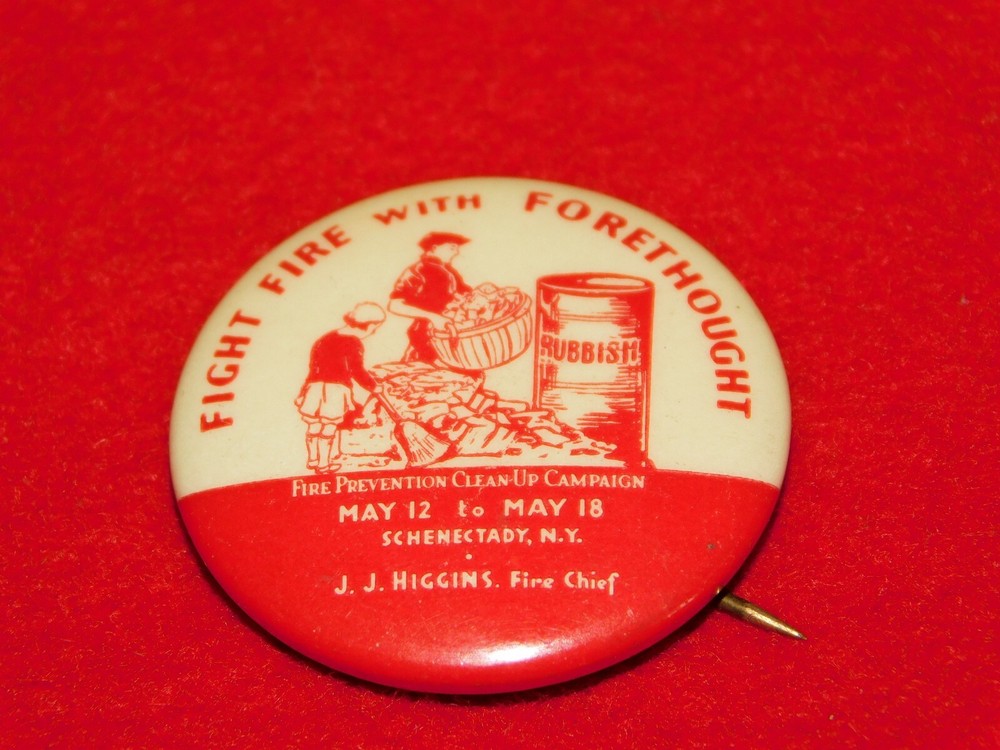 FIGHT FIRE WITH FORETHOUGHT
RUBBISH
FIRE PREVENTION CLEAN-UP CAMPAIGN
MAY 12 to MAY 18
SCHENECTADY, N.Y.
J. J. HIGGINS. Fire Chief